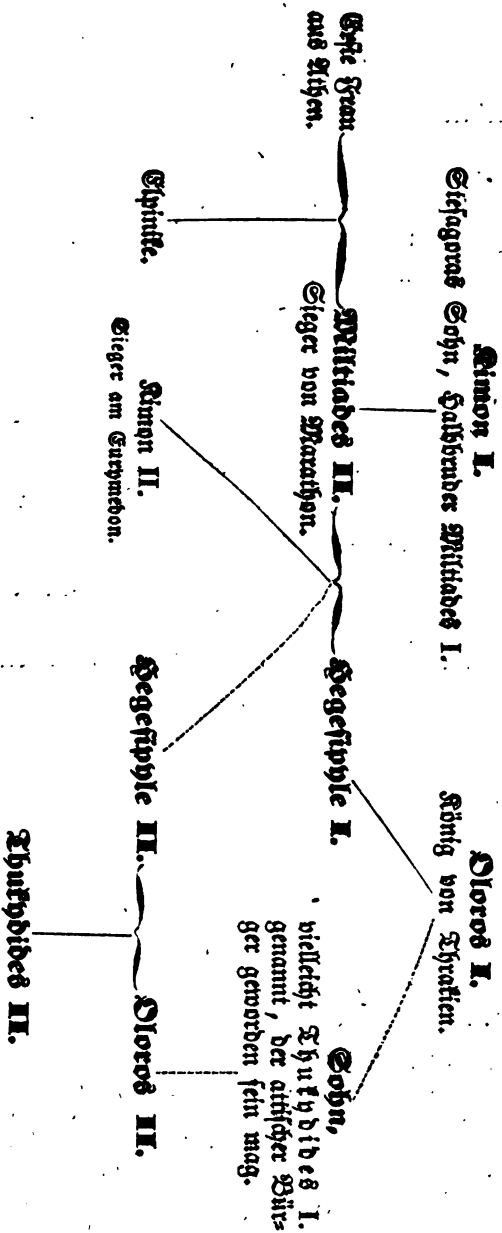 Kimon I.
Stesagoras Sohn, Halbbruder Miltiades I.
Oloros I.
König von Thrakien.
Erste Frau
aus Athen.
Miltiades II.
Sieger von Marathon.
Hegesipyle I.
Sohn,
vielleicht Thukydides I.
genannt, der attischer Bür-
ger geworden sein mag.
Elpinike.
Kimon II.
Sieger am Eurymedon.
Hegesipyle II.
Oloros II.
Thukydides II.